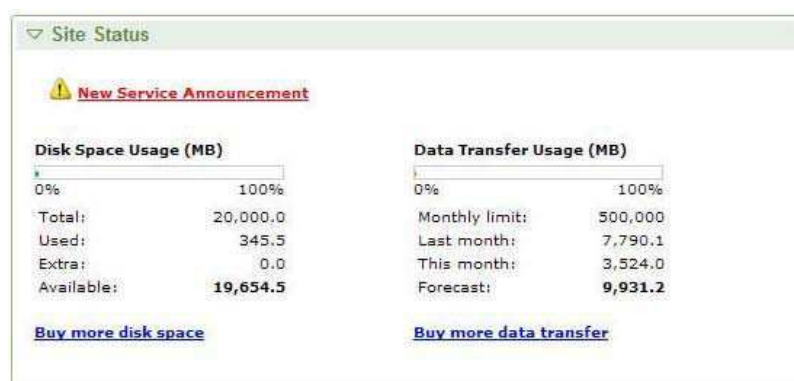 Site Status
New Service Announcement
Disk Space Usage (MB)
0% 100%
Total: 20,000.0
Used: 345.5
Extra: 0.0
Available: 19,654.5
Buy more disk space
Data Transfer Usage (MB)
0% 100%
Monthly limit: 500,000
Last month: 7,790.1
This month: 3,524.0
Forecast: 9,931.2
Buy more data transfer